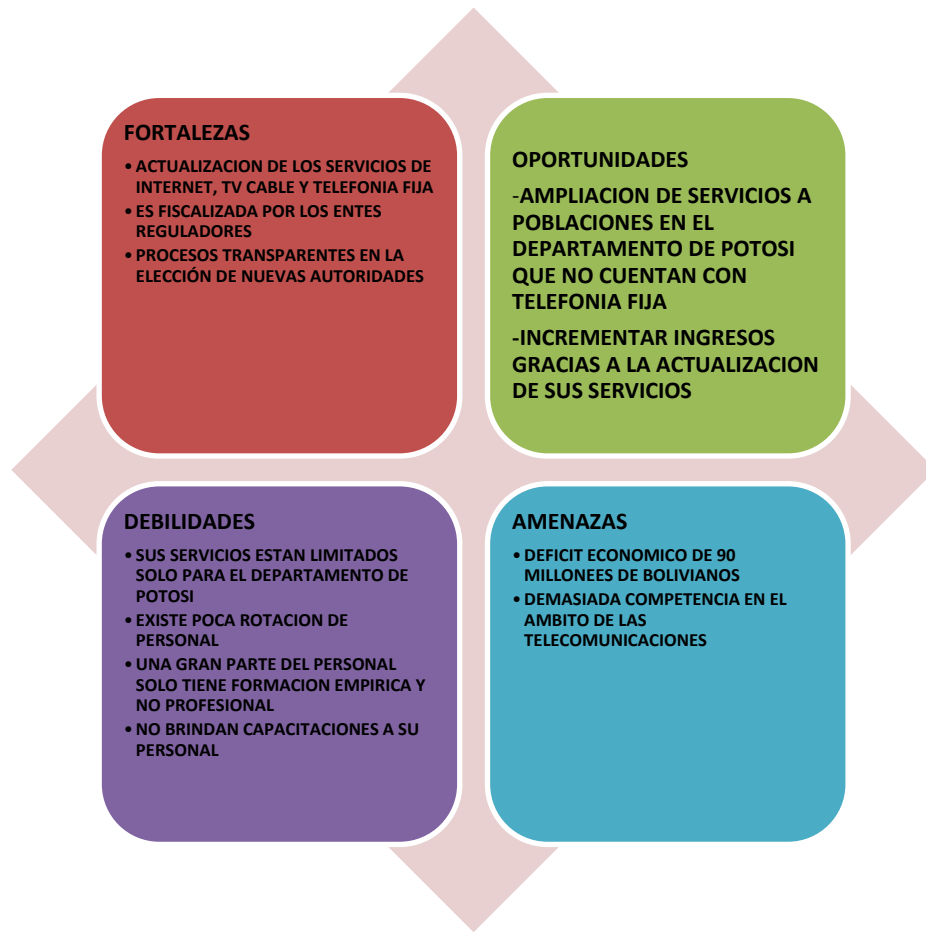 FORTALEZAS
• ACTUALIZACION DE LOS SERVICIOS DE
INTERNET, TV CABLE Y TELEFONIA FIJA
• ES FISCALIZADA POR LOS ENTES
REGULADORES
• PROCESOS TRANSPARENTES EN LA
ELECCIÓN DE NUEVAS AUTORIDADES
OPORTUNIDADES
-AMPLIACION DE SERVICIOS A
POBLACIONES EN EL
DEPARTAMENTO DE POTOSI
QUE NO CUENTAN CON
TELEFONIA FIJA
-INCREMENTAR INGRESOS
GRACIAS A LA ACTUALIZACION
DE SUS SERVICIOS
DEBILIDADES
• SUS SERVICIOS ESTAN LIMITADOS
SOLO PARA EL DEPARTAMENTO DE
POTOSI
• EXISTE POCA ROTACION DE
PERSONAL
• UNA GRAN PARTE DEL PERSONAL
SOLO TIENE FORMACION EMPIRICA Y
NO PROFESIONAL
• NO BRINDAN CAPACITACIONES A SU
PERSONAL
AMENAZAS
• DEFICIT ECONOMICO DE 90
MILLONEES DE BOLIVIANOS
• DEMASIADA COMPETENCIA EN EL
AMBITO DE LAS
TELECOMUNICACIONES